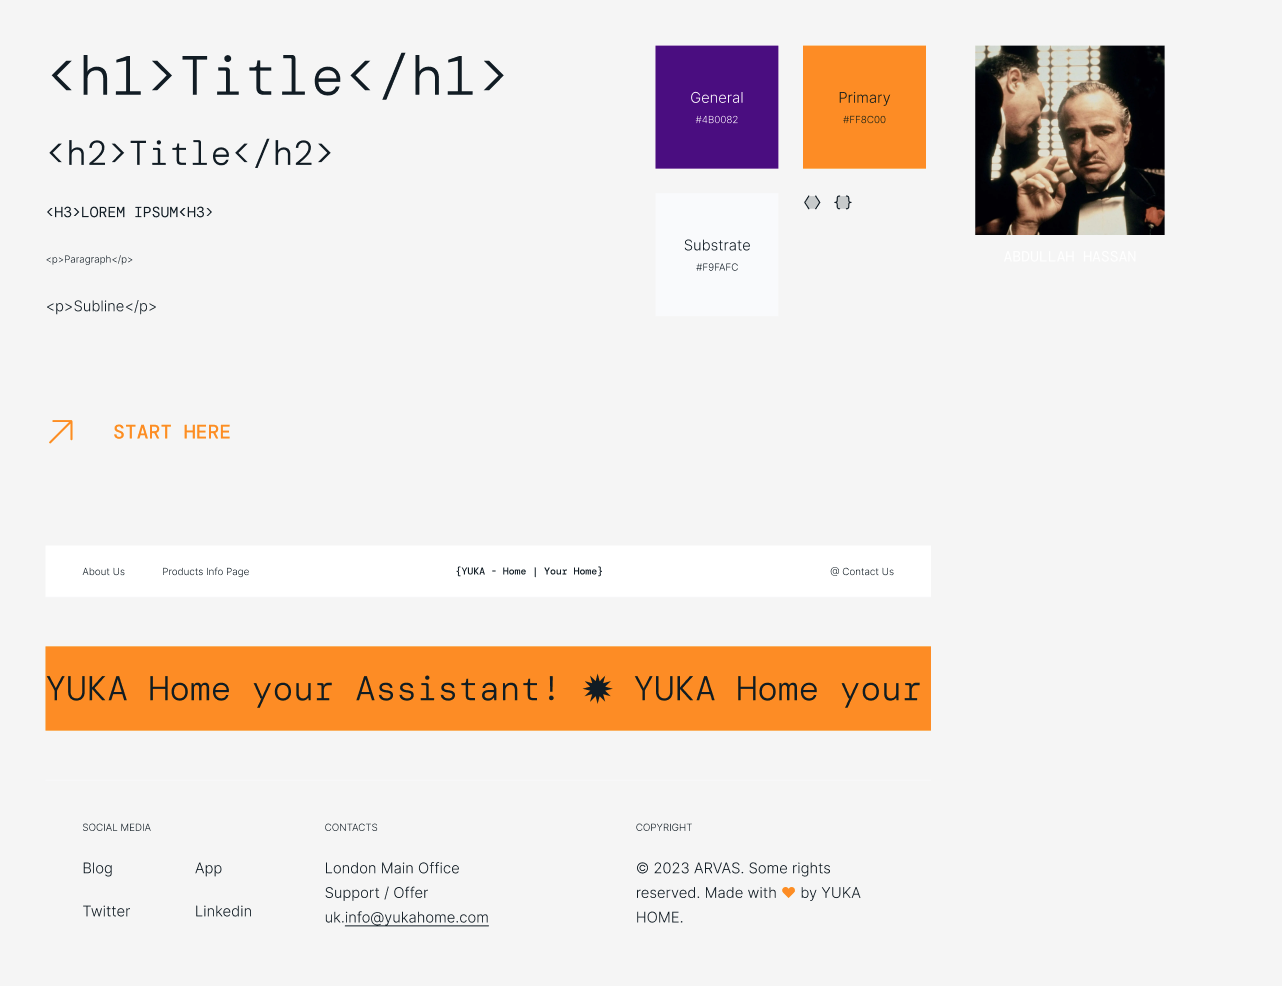 <h1>Title</h1>
<h2>Title</h2>
<H3>LOREM IPSUM<H3>
<p>Paragraph</p>
<p>Subline</p>
General
#4B0082
Primary
#FF8C00
Substrate
#F9FAFC
<> {}
ABDULLAH HASSAN
START HERE
About Us
Products Info Page
{YUKA - Home | Your Home}
@ Contact Us
YUKA Home your Assistant! ✹ YUKA Home your
SOCIAL MEDIA
Blog
App
Twitter
Linkedin
CONTACTS
London Main Office
Support / Offer
uk.info@yukahome.com
COPYRIGHT
© 2023 ARVAS. Some rights
reserved. Made with ♥ by YUKA
HOME.